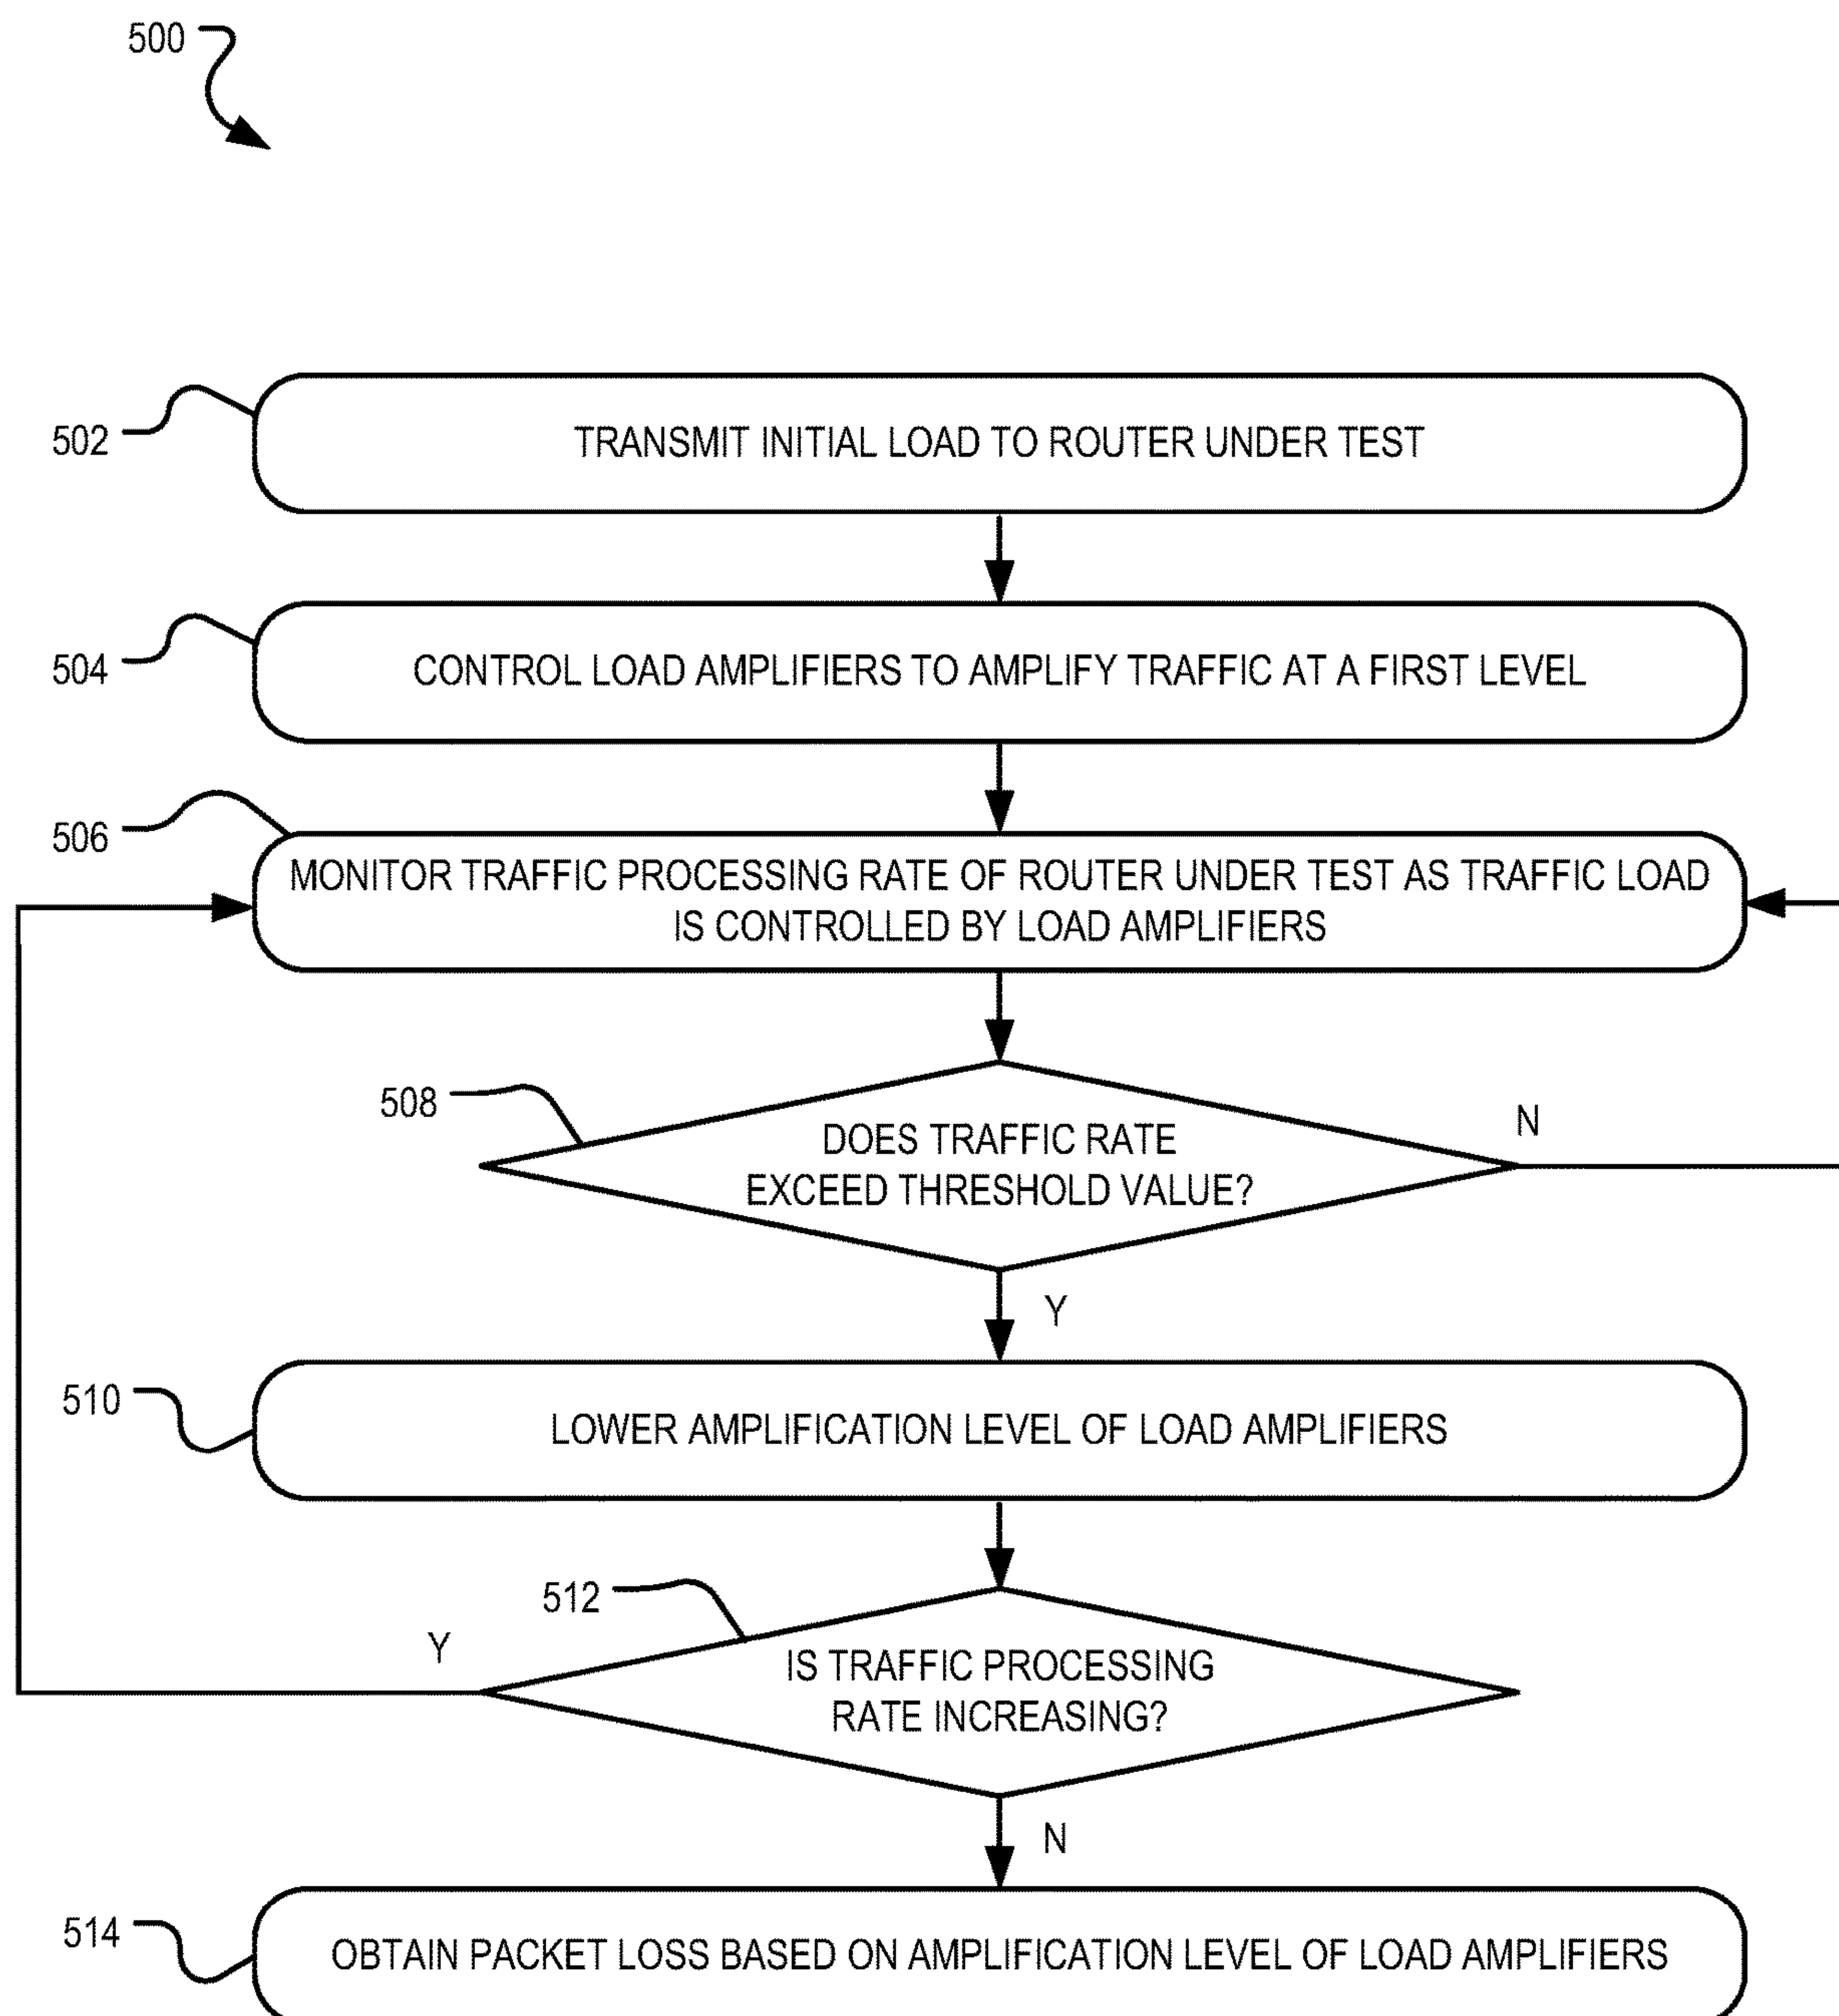 500
502
TRANSMIT INITIAL LOAD TO ROUTER UNDER TEST
504
CONTROL LOAD AMPLIFIERS TO AMPLIFY TRAFFIC AT A FIRST LEVEL
506
MONITOR TRAFFIC PROCESSING RATE OF ROUTER UNDER TEST AS TRAFFIC LOAD
IS CONTROLLED BY LOAD AMPLIFIERS
508
DOES TRAFFIC RATE
EXCEED THRESHOLD VALUE?
N
Y
510
LOWER AMPLIFICATION LEVEL OF LOAD AMPLIFIERS
512
Y
IS TRAFFIC PROCESSING
RATE INCREASING?
N
514
OBTAIN PACKET LOSS BASED ON AMPLIFICATION LEVEL OF LOAD AMPLIFIERS